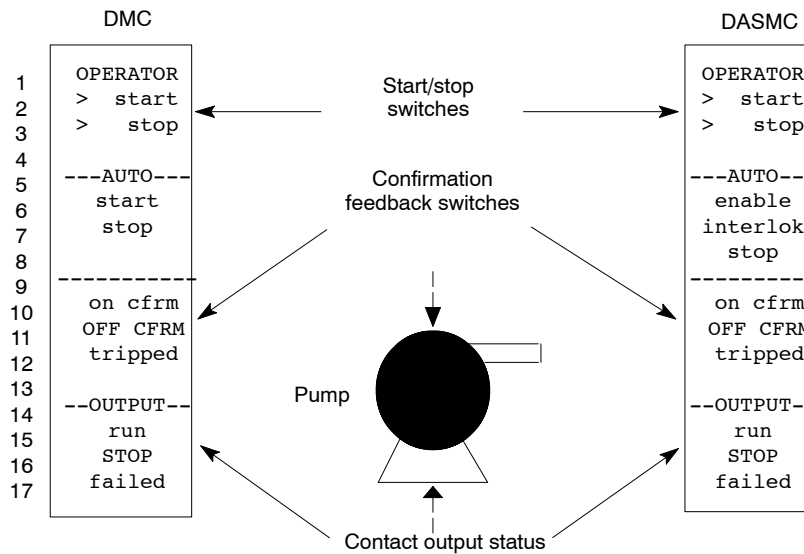 DMC
DASMC
1
2
3
4
5
6
7
8
9
10
11
12
13
14
15
16
17
OPERATOR
> start
> stop
---AUTO---
start
stop
------------
on cfrm
OFF CFRM
tripped
--OUTPUT--
run
STOP
failed
Start/stop
switches
Confirmation
feedback switches
Pump
Contact output status
OPERATOR
> start
> stop
---AUTO---
enable
interlok
stop
-----------
on cfrm
OFF CFRM
tripped
--OUTPUT--
run
STOP
failed